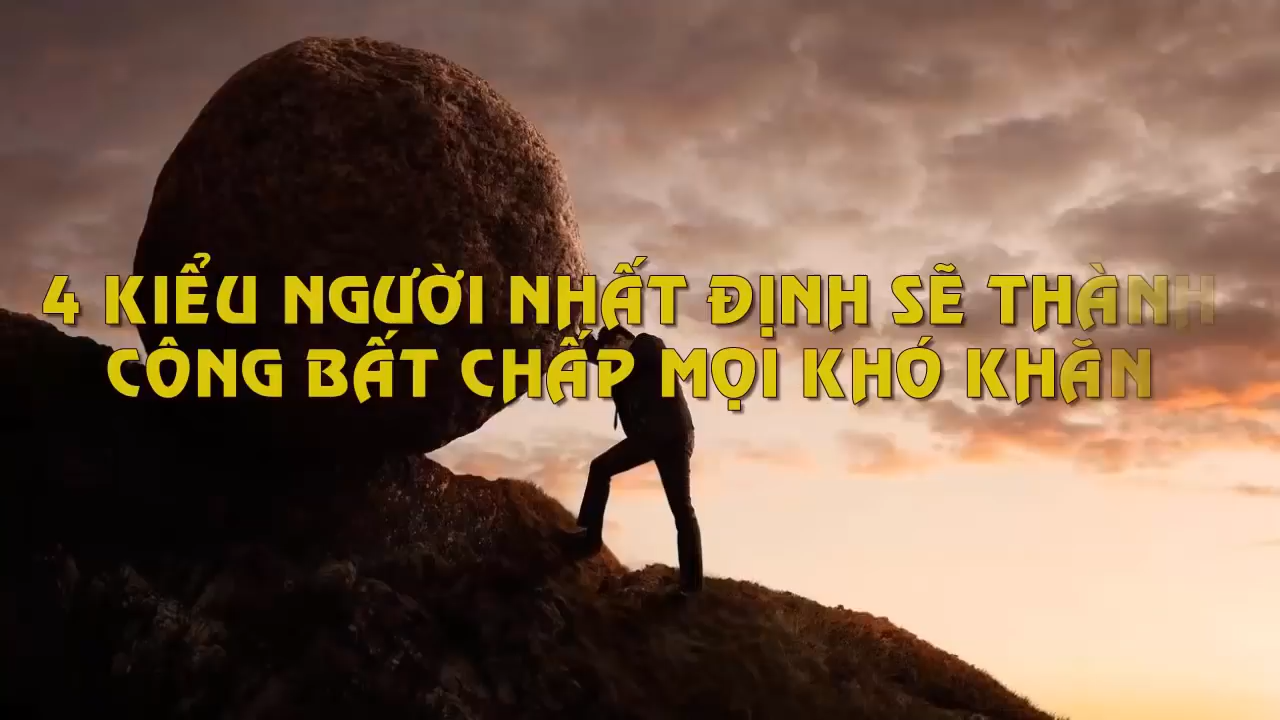 4 KIỂU NGƯỜI NHẤT ĐỊNH SẼ THÀNH
CÔNG BẤT CHẤP MỌI KHÓ KHĂN